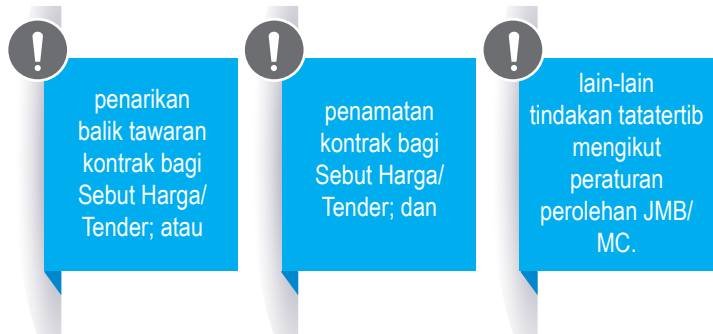 penarikan
balik tawaran
kontrak bagi
Sebut Harga/
Tender; atau
penamatan
kontrak bagi
Sebut Harga/
Tender; dan
lain-lain
tindakan tatatertib
mengikut
peraturan
perolehan JMB/
MC.